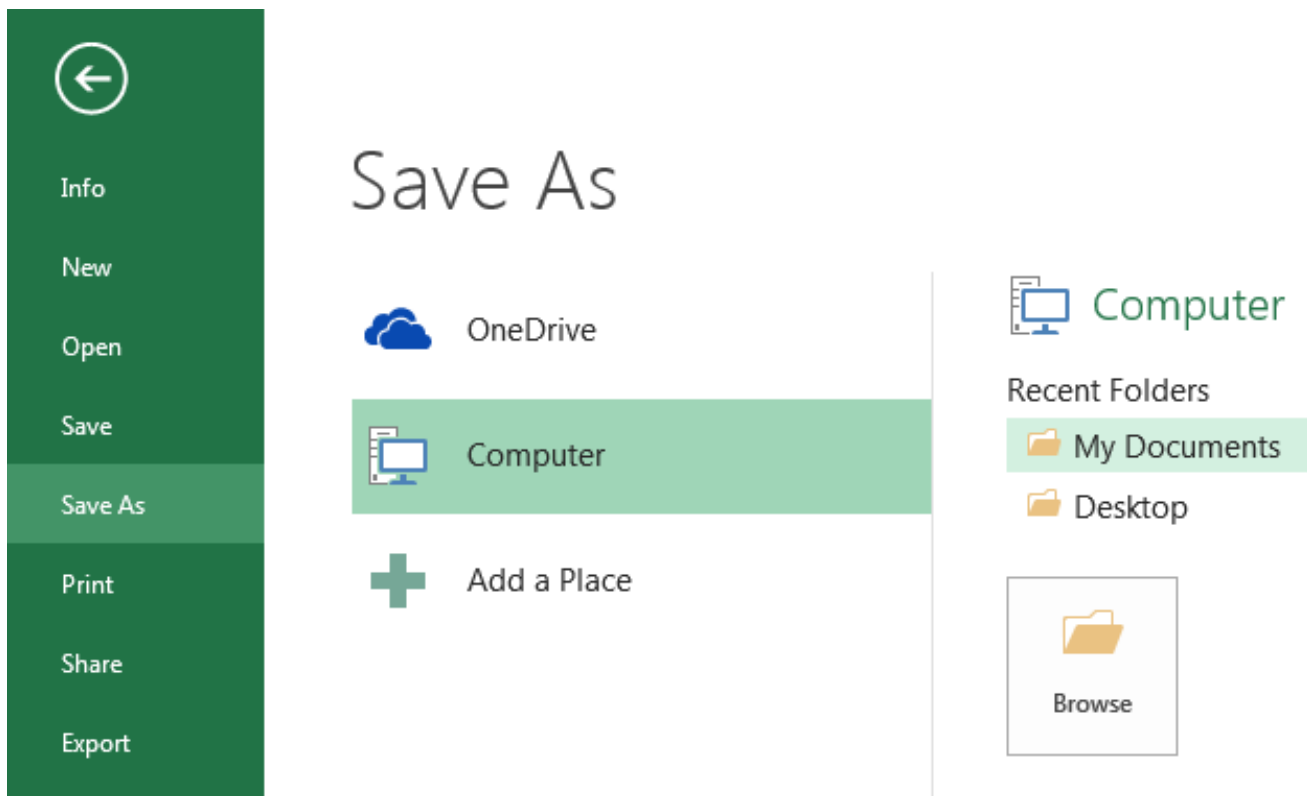 Info
New
Open
Save
Save As
Print
Share
Export
Save As
OneDrive
Computer
Add a Place
Computer
Recent Folders
My Documents
Desktop
Browse